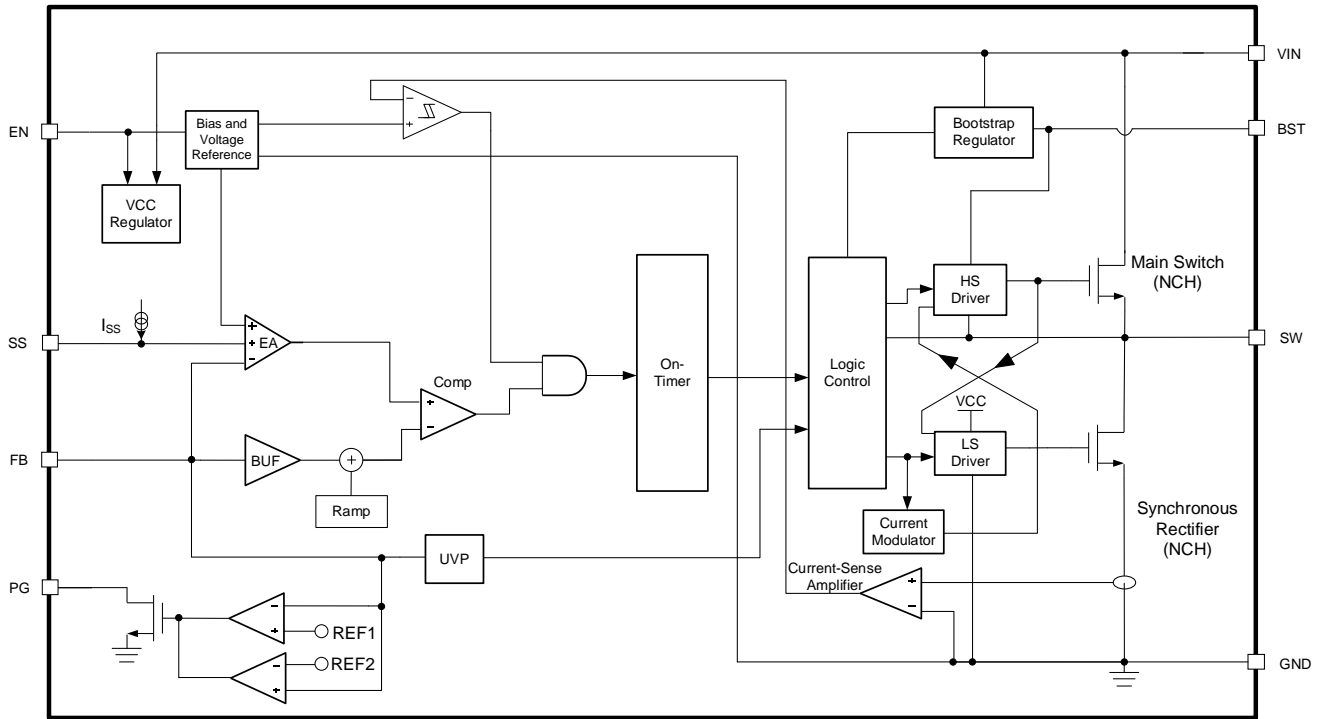 VIN
EN
Bias and
Voltage
Reference
-
+
Bootstrap
Regulator
BST
VCC
Regulator
Main Switch
(NCH)
HS
Driver
ISS
SS
+
+
-
EA
On-
Timer
Logic
Control
SW
Comp
+
-
VCC
LS
Driver
FB
BUF
+
Ramp
Current
Modulator
Synchronous
Rectifier
(NCH)
UVP
Current-Sense
Amplifier
+
-
PG
-
+
REF1
-
+
REF2
GND